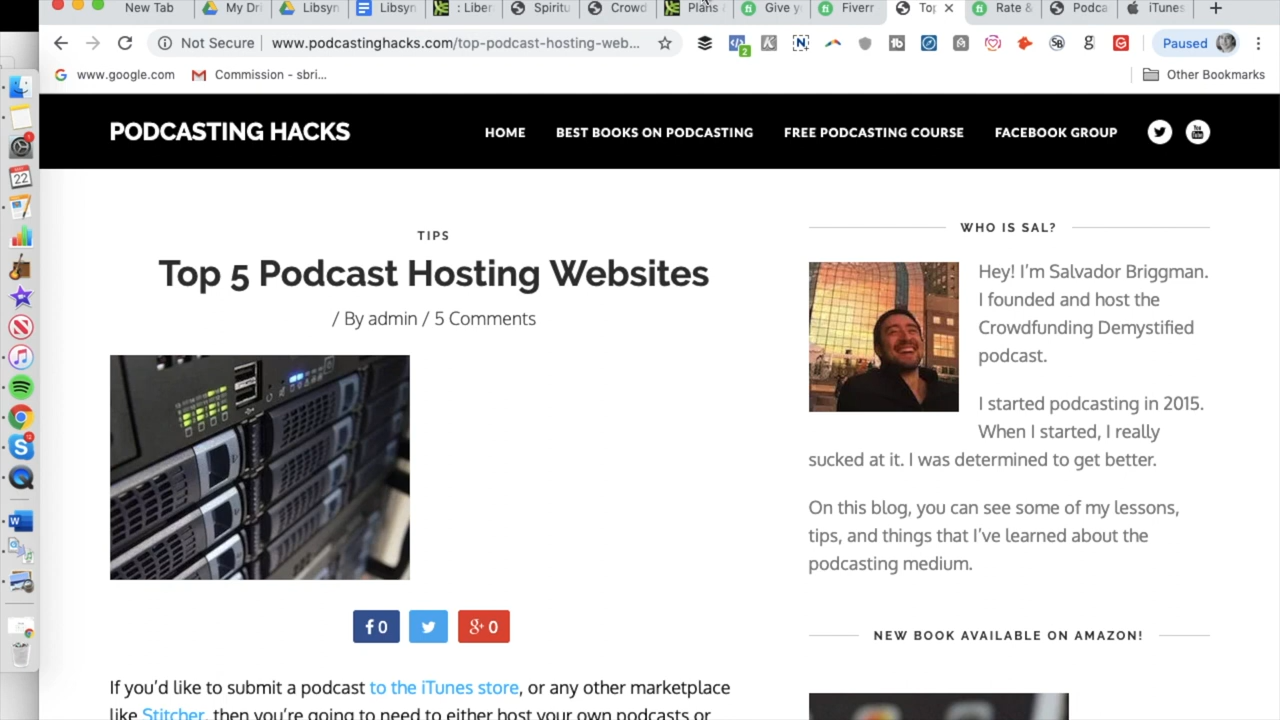 New Tab My Dri Libsyn Libsyn : Liber Spiritu Crowd Plans Give y Fiverr Top Rate & Podca iTunes
Not Secure www.podcastinghacks.com/top-podcast-hosting-web... Paused
www.google.com Commission - sbri... Other Bookmarks
PODCASTING HACKS HOME BEST BOOKS ON PODCASTING FREE PODCASTING COURSE FACEBOOK GROUP
TIPS
Top 5 Podcast Hosting Websites
/ By admin / 5 Comments
f 0
g+ 0
If you'd like to submit a podcast to the iTunes store, or any other marketplace
like Stitcher, then you're going to need to either host your own podcasts or
WHO IS SAL?
Hey! I'm Salvador Briggman.
I founded and host the
Crowdfunding Demystified
podcast.
I started podcasting in 2015.
When I started, I really
sucked at it. I was determined to get better.
On this blog, you can see some of my lessons,
tips, and things that I've learned about the
podcasting medium.
NEW BOOK AVAILABLE ON AMAZON!